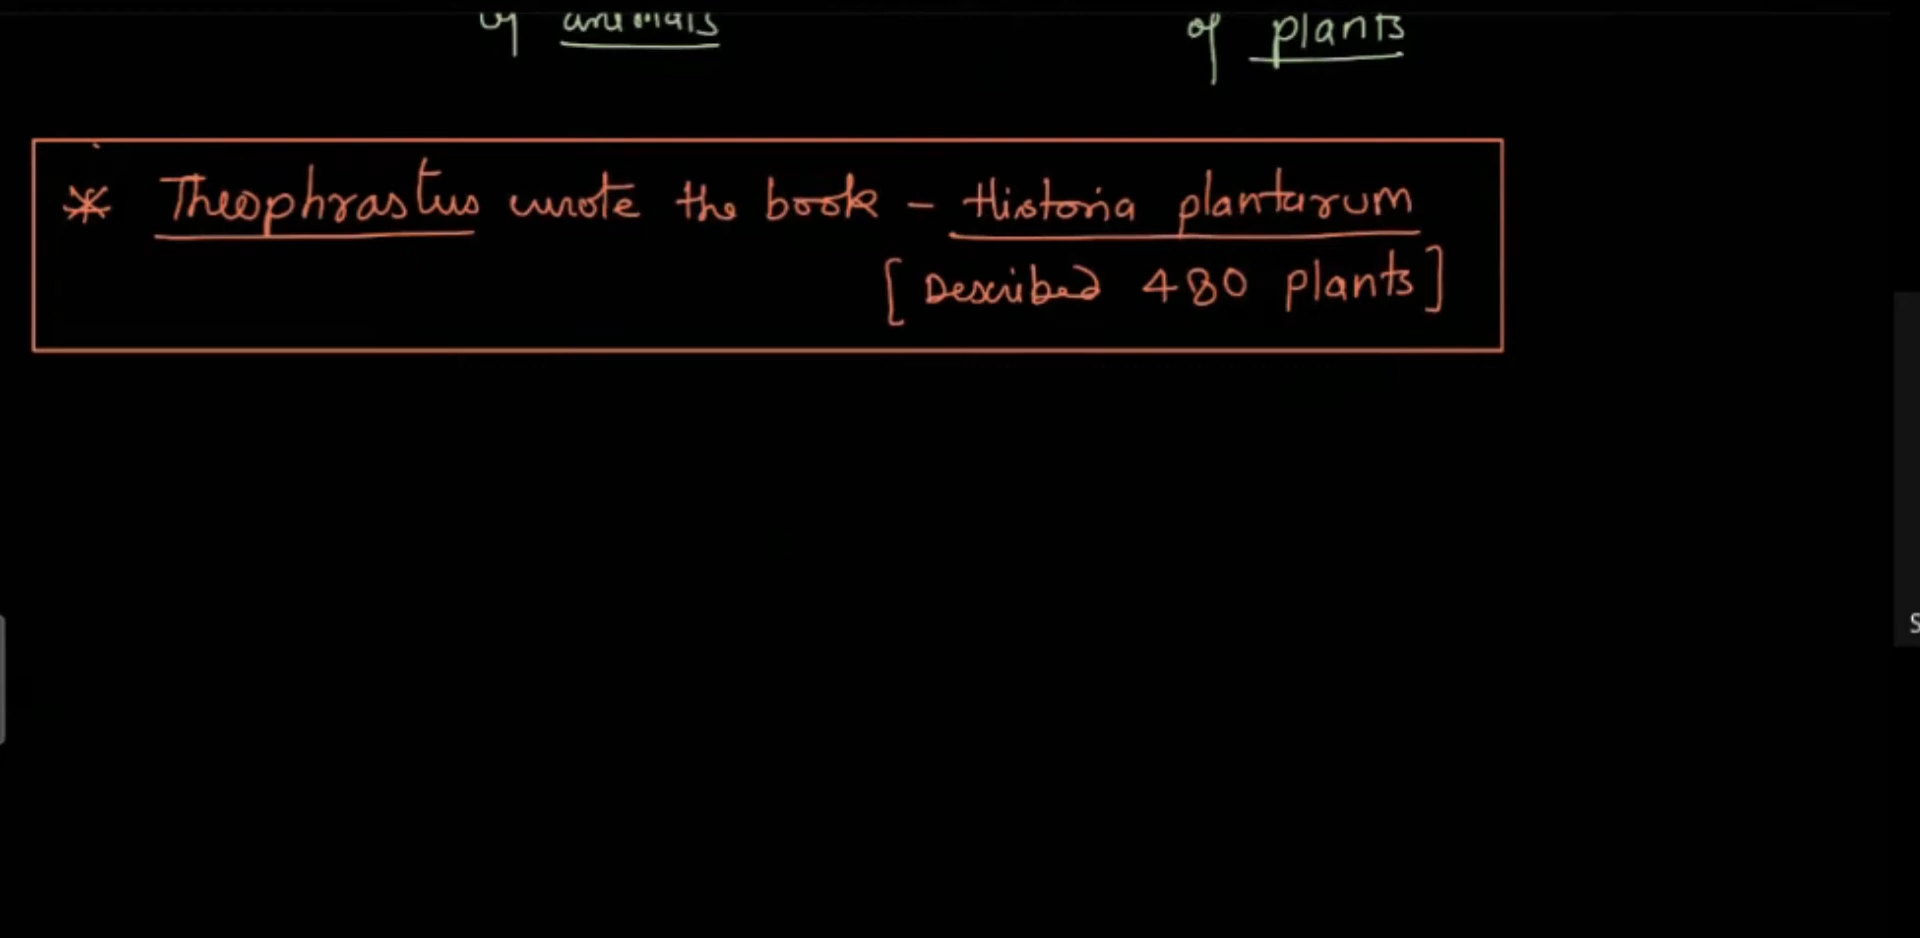 of animals of plants
* Theophrastus wrote the book - Historia plantarum
[Described 480 plants]
S